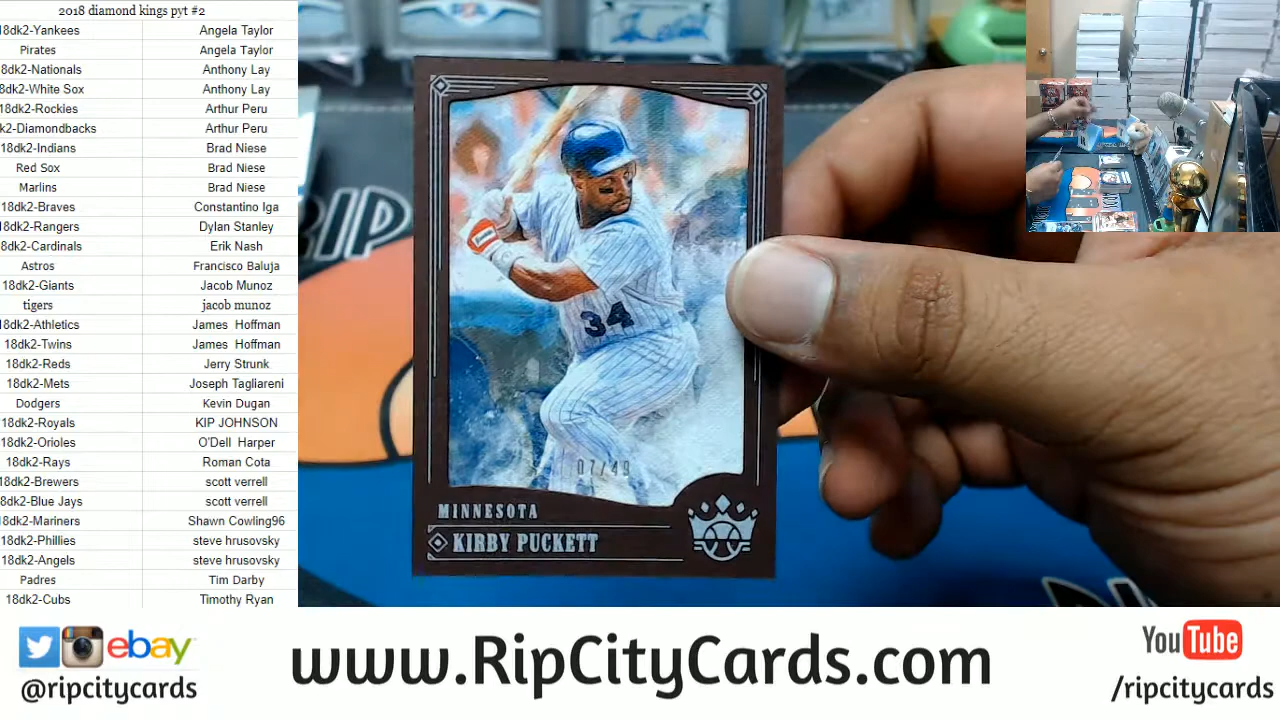 2018 diamond kings pyt #2
18dk2-Yankees Angela Taylor
Pirates Angela Taylor
8dk2-Nationals Anthony Lay
8dk2-White Sox Anthony Lay
18dk2-Rockies Arthur Peru
k2-Diamondbacks Arthur Peru
18dk2-Indians Brad Niese
Red Sox Brad Niese
Marlins Brad Niese
18dk2-Braves Constantino Iga
18dk2-Rangers Dylan Stanley
8dk2-Cardinals Erik Nash
Astros Francisco Baluja
18dk2-Giants Jacob Munoz
tigers jacob munoz
18dk2-Athletics James Hoffman
18dk2-Twins James Hoffman
18dk2-Reds Jerry Strunk
18dk2-Mets Joseph Tagliareni
Dodgers Kevin Dugan
18dk2-Royals KIP JOHNSON
18dk2-Orioles O'Dell Harper
18dk2-Rays Roman Cota
18dk2-Brewers scott verrell
8dk2-Blue Jays scott verrell
8dk2-Mariners Shawn Cowling96
18dk2-Phillies steve hrusovsky
18dk2-Angels steve hrusovsky
Padres Tim Darby
18dk2-Cubs Timothy Ryan
RIP
34
07/49
MINNESOTA
KIRBY PUCKETT
ebay
@ripcitycards
www.RipCityCards.com
YouTube
/ripcitycards